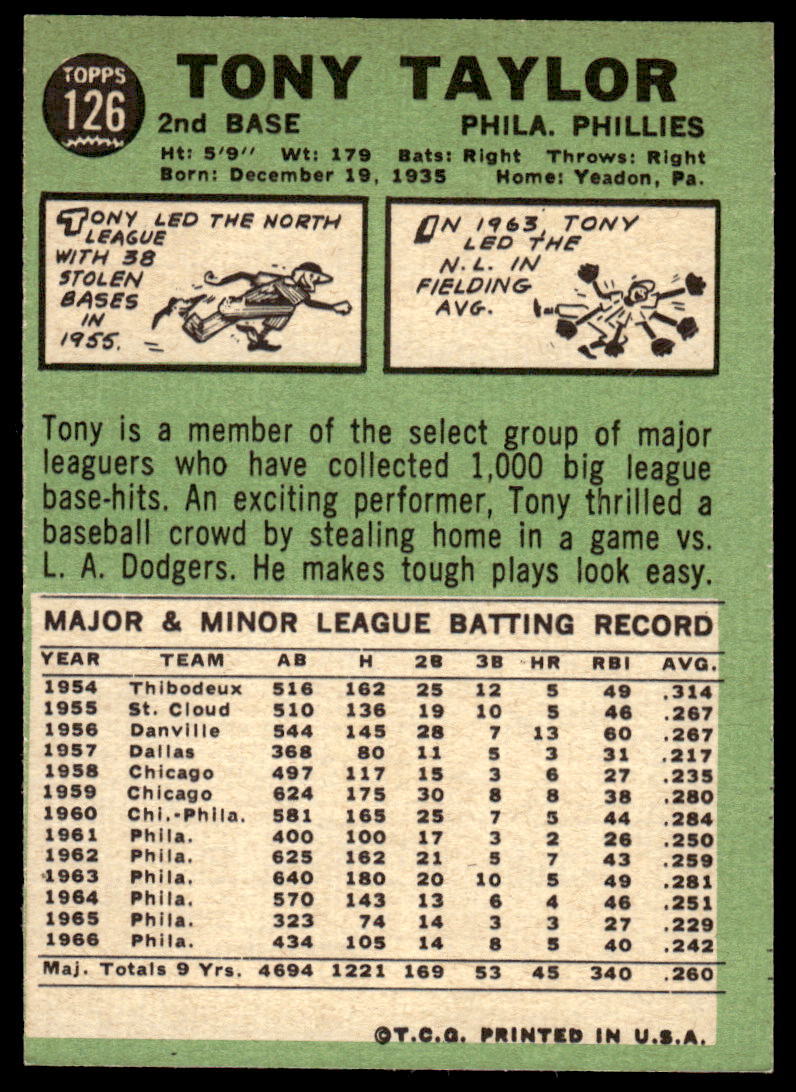 TOPPS
126
TONY TAYLOR
2nd BASE PHILA. PHILLIES
Ht: 5'9" Wt: 179 Bats: Right Throws: Right
Born: December 19, 1935 Home: Yeadon, Pa.
TONY LED THE NORTH
LEAGUE
WITH 38
STOLEN
BASES
IN
1955.
IN 1963, TONY
LED THE
N.L. IN
FIELDING
AVG.
Tony is a member of the select group of major
leaguers who have collected 1,000 big league
base-hits. An exciting performer, Tony thrilled a
baseball crowd by stealing home in a game vs.
L. A. Dodgers. He makes tough plays look easy.
MAJOR & MINOR LEAGUE BATTING RECORD
YEAR TEAM AB H 2B 3B HR RBI AVG.
1954 Thibodeux 516 162 25 12 5 49 .314
1955 St. Cloud 510 136 19 10 5 46 .267
1956 Danville 544 145 28 7 13 60 .267
1957 Dallas 368 80 11 5 3 31 .217
1958 Chicago 497 117 15 3 6 27 .235
1959 Chicago 624 175 30 8 8 38 .280
1960 Chi.-Phila. 581 165 25 7 5 44 .284
1961 Phila. 400 100 17 3 2 26 .250
1962 Phila. 625 162 21 5 7 43 .259
1963 Phila. 640 180 20 10 5 49 .281
1964 Phila. 570 143 13 6 4 46 .251
1965 Phila. 323 74 14 3 3 27 .229
1966 Phila. 434 105 14 8 5 40 .242
Maj. Totals 9 Yrs. 4694 1221 169 53 45 340 .260
©T.C.G. PRINTED IN U.S.A.